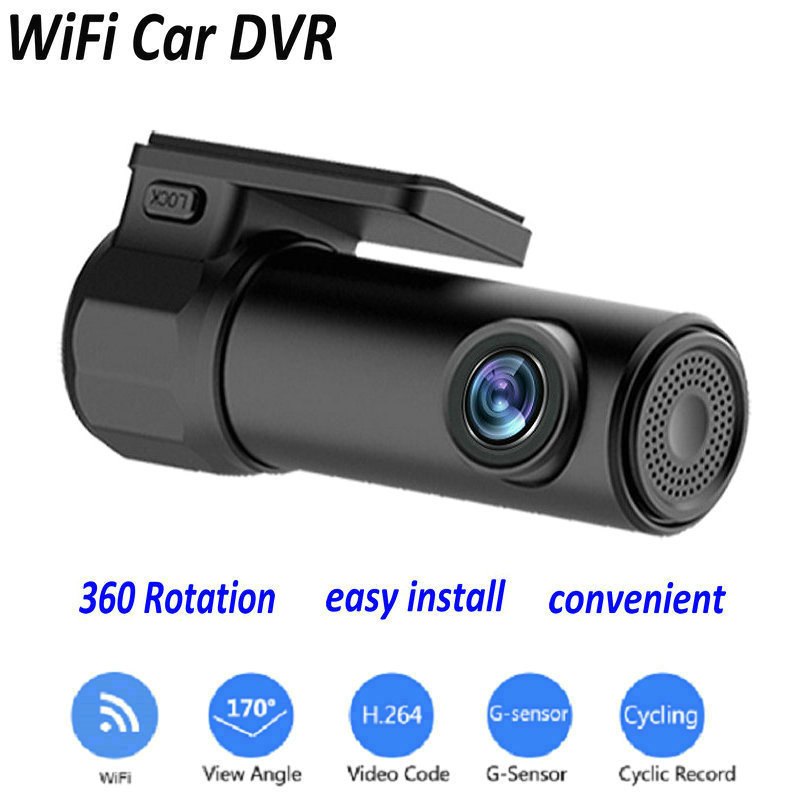 WiFi Car DVR
LOCK
360 Rotation easy install convenient
170° H.264 G-sensor Cycling
WiFi View Angle Video Code G-Sensor Cyclic Record